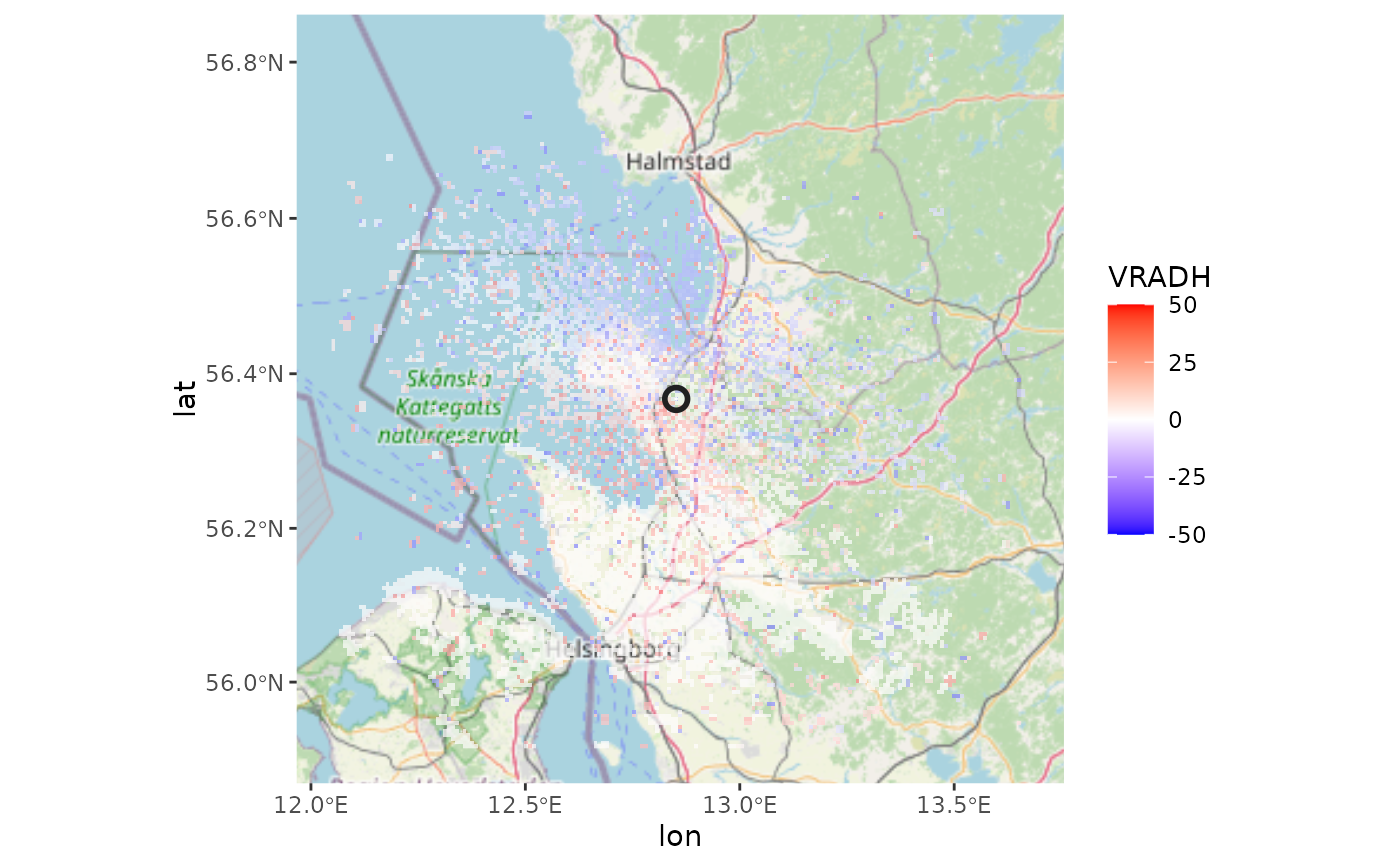 56.8°N
56.6°N
56.4°N
56.2°N
56.0°N
lat
Halmstad
Skånska
Kattegatts
naturreservat
Helsingborg
12.0°E
12.5°E
13.0°E
13.5°E
lon
VRADH
50
25
0
-25
-50